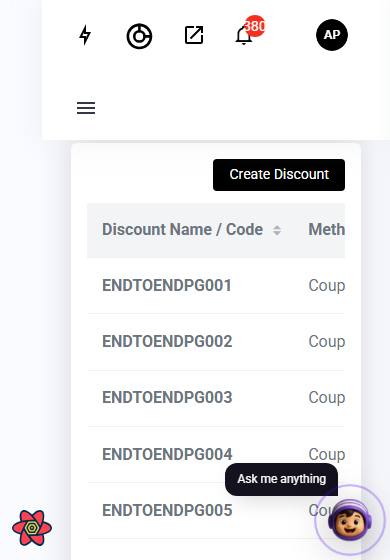 380
AP
Create Discount
Discount Name / Code Meth
ENDTOENDPG001 Coup
ENDTOENDPG002 Coup
ENDTOENDPG003 Coup
ENDTOENDPG004 Coup
Ask me anything
ENDTOENDPG005 Cou